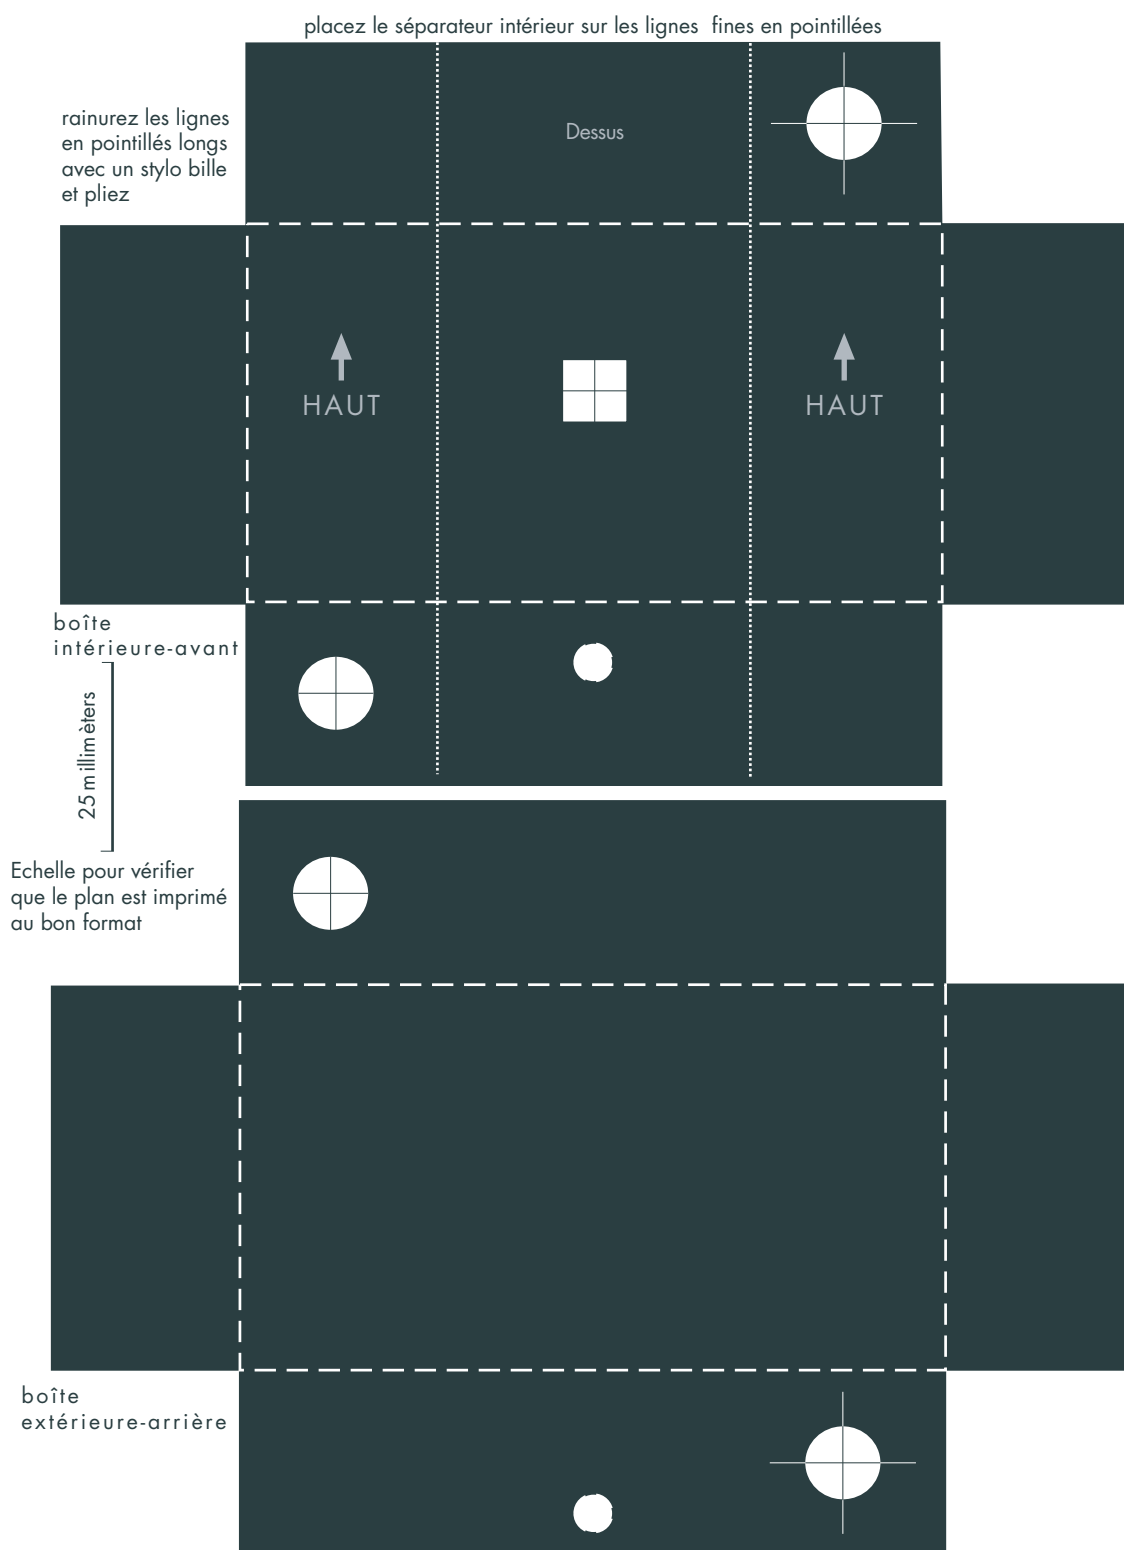 placez le séparateur intérieur sur les lignes fines en pointillées
rainurez les lignes
en pointillés longs
avec un stylo bille
et pliez
Dessus
HAUT
HAUT
boîte
intérieure-avant
25 millimèters
Echelle pour vérifier
que le plan est imprimé
au bon format
boîte
extérieure-arrière